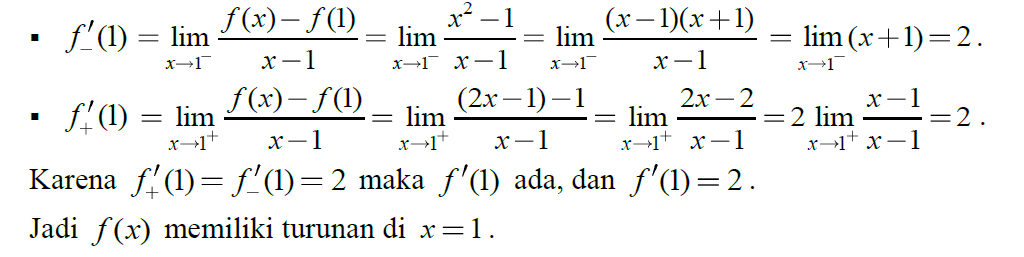 ▪ f′₋(1) = lim_{x→1⁻} (f(x) − f(1))/(x − 1) = lim_{x→1⁻} (x² − 1)/(x − 1) = lim_{x→1⁻} ((x − 1)(x + 1))/(x − 1) = lim_{x→1⁻} (x + 1) = 2.
▪ f′₊(1) = lim_{x→1⁺} (f(x) − f(1))/(x − 1) = lim_{x→1⁺} ((2x − 1) − 1)/(x − 1) = lim_{x→1⁺} (2x − 2)/(x − 1) = 2 lim_{x→1⁺} (x − 1)/(x − 1) = 2.
Karena f′₊(1) = f′₋(1) = 2 maka f′(1) ada, dan f′(1) = 2.
Jadi f(x) memiliki turunan di x = 1.